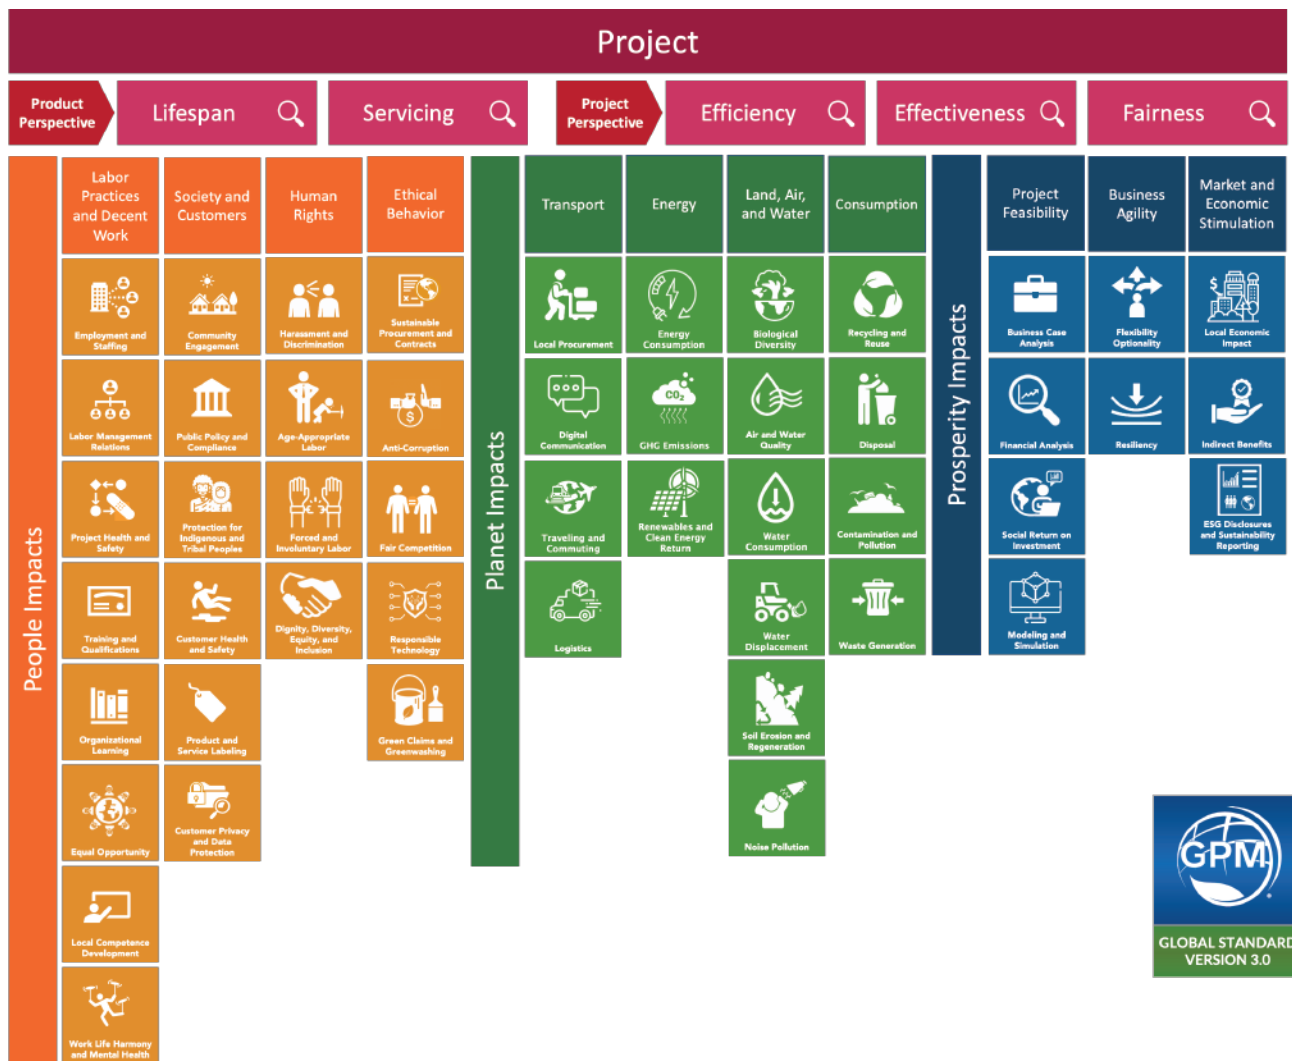 Project
Product
Perspective
Lifespan
Servicing
Project
Perspective
Efficiency
Effectiveness
Fairness
People Impacts
Labor
Practices
and Decent
Work
Employment and
Staffing
Labor Management
Relations
Project Health and
Safety
Training and
Qualifications
Organizational
Learning
Equal Opportunity
Local Competence
Development
Work Life Harmony
and Mental Health
Society and
Customers
Community
Engagement
Public Policy and
Compliance
Protection for
Indigenous and
Tribal Peoples
Customer Health
and Safety
Product and
Service Labeling
Customer Privacy
and Data
Protection
Human
Rights
Harassment and
Discrimination
Age-Appropriate
Labor
Forced and
Involuntary Labor
Dignity, Diversity,
Equity, and
Inclusion
Ethical
Behavior
Sustainable
Procurement and
Contracts
$
Anti-Corruption
Fair Competition
Responsible
Technology
Green Claims and
Greenwashing
Planet Impacts
Transport
Local Procurement
Digital
Communication
Traveling and
Commuting
Logistics
Energy
Energy
Consumption
CO₂
GHG Emissions
Renewables and
Clean Energy
Return
Land, Air,
and Water
Biological
Diversity
Air and Water
Quality
Water
Consumption
Water
Displacement
Soil Erosion and
Regeneration
Noise Pollution
Consumption
Recycling and
Reuse
Disposal
Contamination and
Pollution
Waste Generation
Prosperity Impacts
Project
Feasibility
Business Case
Analysis
Financial Analysis
Social Return on
Investment
Modeling and
Simulation
Business
Agility
Flexibility
Optionality
Resiliency
Market and
Economic
Stimulation
$
Local Economic
Impact
Indirect Benefits
ESG Disclosures
and Sustainability
Reporting
GPM
GLOBAL STANDARD
VERSION 3.0